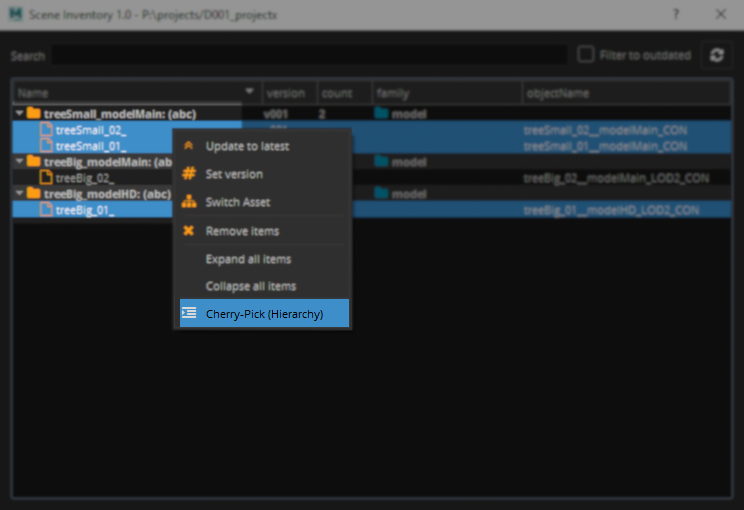 Scene Inventory 1.0 - P:\projects/D001_projectx
Search
Filter to outdated
Name version count family objectName
treeSmall_modelMain: (abc) v001 2 model
treeSmall_02_ treeSmall_02__modelMain_CON
treeSmall_01_ treeSmall_01__modelMain_CON
treeBig_modelMain: (ab model
treeBig_02_ treeBig_02__modelMain_LOD2_CON
treeBig_modelHD: (abc) model
treeBig_01_ treeBig_01__modelHD_LOD2_CON
Update to latest
Set version
Switch Asset
Remove items
Expand all items
Collapse all items
Cherry-Pick (Hierarchy)